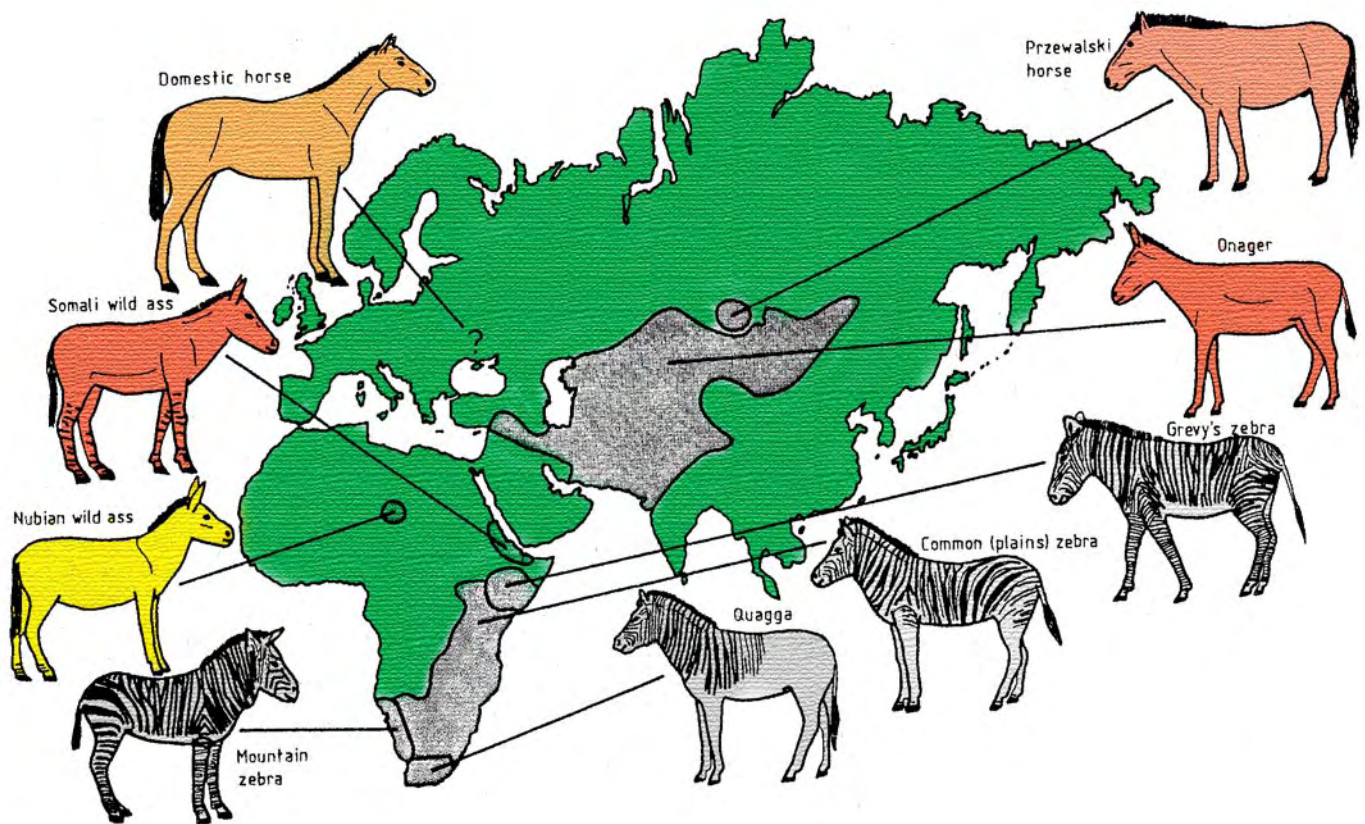 Domestic horse
Przewalski
horse
Onager
Somali wild ass
?
Grevy's zebra
Nubian wild ass
Common (plains) zebra
Quagga
Mountain
zebra